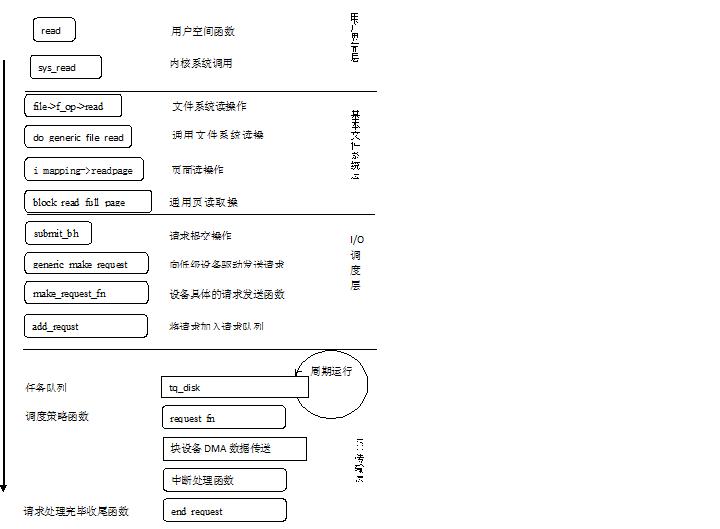 read 用户空间函数
sys_read 内核系统调用
file->f_op->read 文件系统读操作
do_generic_file_read 通用文件系统读操
i_mapping->readpage 页面读操作
block_read_full_page 通用页读取操
基本文件系统
submit_bh 请求提交操作
generic_make_request 向低级设备驱动发送请求
make_request_fn 设备具体的请求发送函数
add_requst 将请求加入请求队列
I/O
调
度
层
周期运行
任务队列 tq_disk
调度策略函数 request_fn
块设备 DMA 数据传送
中断处理函数
请求处理完毕收尾函数 end_request